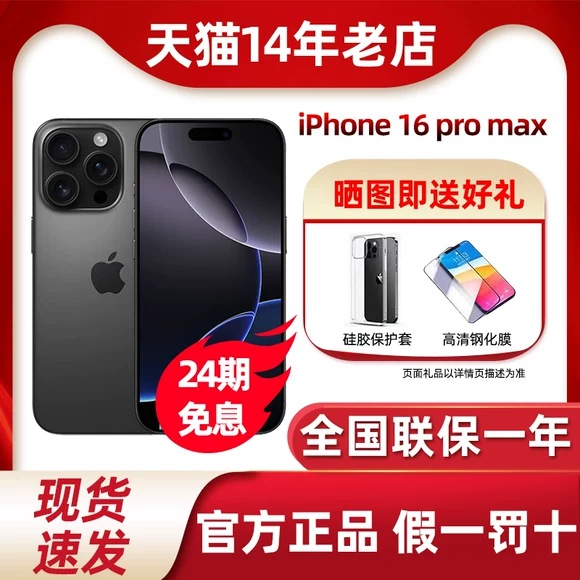 天猫14年老店
iPhone 16 pro max
晒图即送好礼
硅胶保护套
高清钢化膜
页面礼品以详情页描述为准
24期
免息
全国联保一年
现货
速发
官方正品 假一罚十